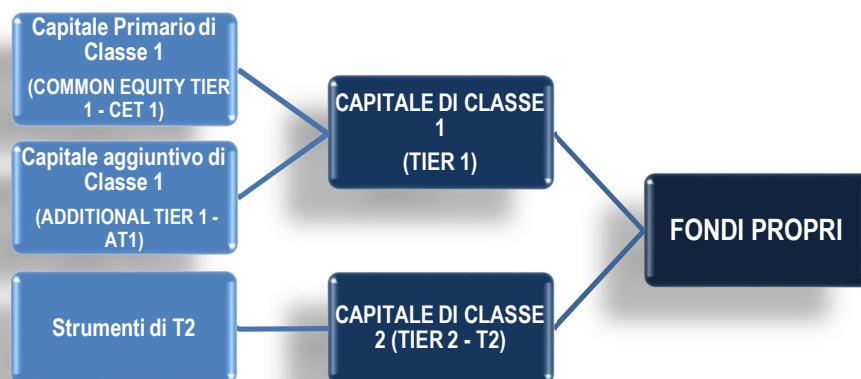 Capitale Primario di
Classe 1
(COMMON EQUITY TIER
1 - CET 1)
Capitale aggiuntivo di
Classe 1
(ADDITIONAL TIER 1 -
AT1)
Strumenti di T2
CAPITALE DI CLASSE
1
(TIER 1)
CAPITALE DI CLASSE
2 (TIER 2 - T2)
FONDI PROPRI